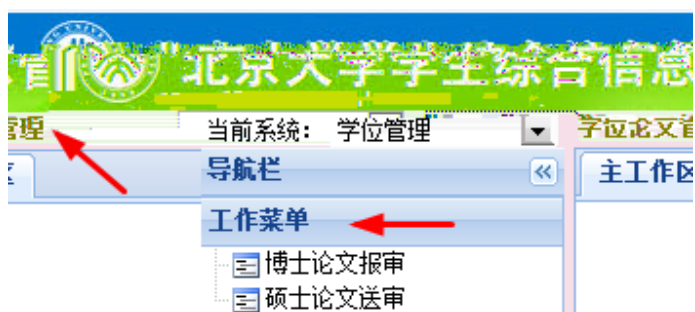 北京大学学生综合信息
管理
当前系统： 学位管理
学位论文管
导航栏
主工作区
工作菜单
博士论文报审
硕士论文送审